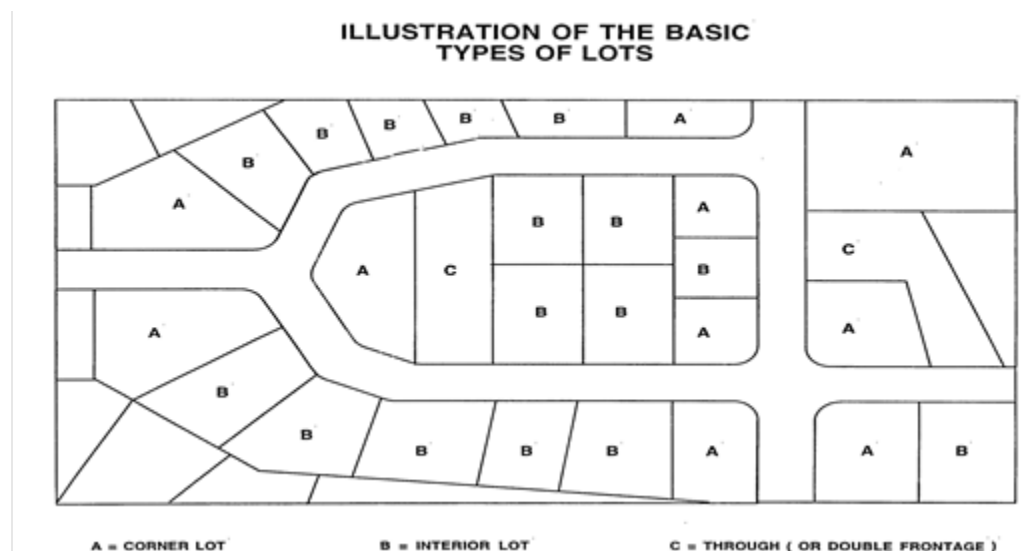 ILLUSTRATION OF THE BASIC
TYPES OF LOTS
B B B B A
A
B
A
A
B B
C
A C
B
B B
A
A
A
B
B
B B B A A B
A = CORNER LOT B = INTERIOR LOT C = THROUGH ( OR DOUBLE FRONTAGE )